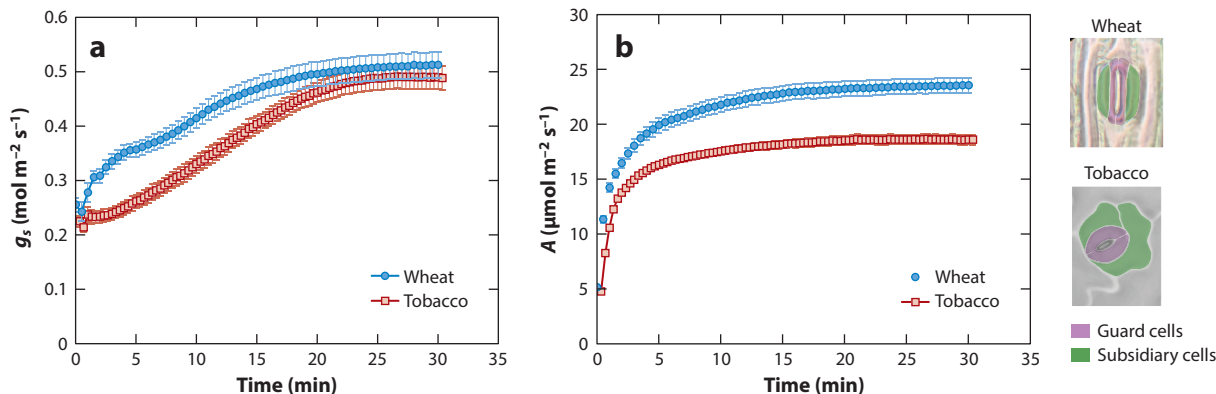 a
0.6
0.5
0.4
0.3
0.2
0.1
0
gs (mol m–2 s–1)
Wheat
Tobacco
0 5 10 15 20 25 30 35
Time (min)
b
30
25
20
15
10
5
0
A (μmol m–2 s–1)
Wheat
Tobacco
0 5 10 15 20 25 30 35
Time (min)
Wheat
Tobacco
Guard cells
Subsidiary cells